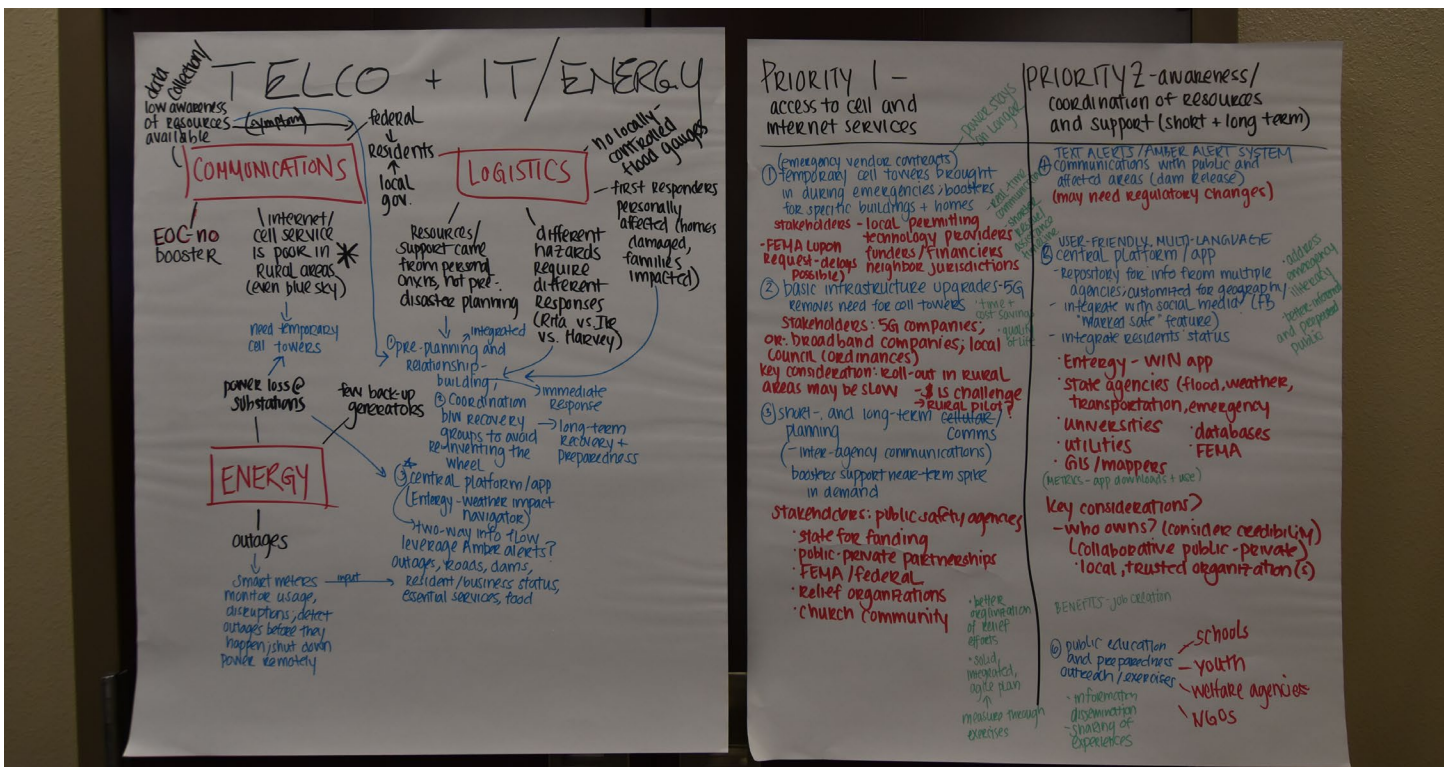 data
collection/
TELCO + IT/ENERGY
low awareness
of resources
available
(symptom)
federal
Residents
local
gov.
COMMUNICATIONS
LOGISTICS
no locally
controlled
flood gauges
first responders
personally
affected (homes
damaged,
families
impacted)
EOC-no
booster
internet/
cell service
is poor in
rural areas
(even blue sky)
*
Resources/
support came
from personal
not pre-
disaster planning
different
hazards
require
different
responses
(Rita vs. Ike
vs. Harvey)
need temporary
cell towers
power loss@
substations
few back-up
generators
integrated
① pre-planning and
relationship-
building;
② Coordination
b/w recovery
groups to avoid
re-inventing the
wheel
immediate
response
long-term
recovery +
preparedness
ENERGY
③ central platform/app
(Entergy-weather impact
navigator)
two-way info flow
leverage Amber alerts?
outages, roads, dams,
resident/business status,
essential services, food
outages
smart meters
monitor usage,
disruptions, detect
outages before they
happen; shut down
power remotely
input
PRIORITY 1 -
access to cell and
internet services
power stays
on longer
(emergency vendor contracts)
① temporary cell towers brought
in during emergencies; boosters
for specific buildings + homes
stakeholders - local permitting
technology providers
funders/financiers
neighbor jurisdictions
-FEMA upon
request-delays
possible)
② basic infrastructure upgrades-5G
removes need for cell towers
time +
cost saving
quality
of life
stakeholders: 5G companies,
or broadband companies; local
council (ordinances)
key consideration: roll-out in rural
areas may be slow
-$ is challenge
→ rural pilot?
③ short-, and long-term cellular/
planning
comms
(-inter-agency communications)
boosters support near-term spike
in demand
stakeholders: public safety agencies
· state for funding
· public-private partnerships
· FEMA/federal
· relief organizations
· church community
· better
organization
of relief
efforts
· solid,
integrated,
agile plan
measure through
exercises
PRIORITY 2 - awareness/
coordination of resources
and support (short + long term)
TEXT ALERTS/AMBER ALERT SYSTEM
④ communications with public and
affected areas (dam release)
(may need regulatory changes)
USER-FRIENDLY, MULTI-LANGUAGE
central platform/app
- Repository for info from multiple
agencies; customized for geography
- integrate with social media (FB
"marked safe" feature)
- integrate residents status
· address
emergency
literacy
better-informed
and prepared
public
· Entergy - WIN app
· state agencies (flood, weather,
transportation, emergency
· universities
· databases
· utilities
· FEMA
· GIS/mappers
(METRICS - app downloads + use)
key considerations>
- who owns? (consider credibility)
(collaborative public-private)
· local, trusted organization(s)
BENEFITS - job creation
⑥ public education
and preparedness
outreach/exercises
schools
youth
welfare agencies
NGOs
· information
dissemination
- sharing of
experiences